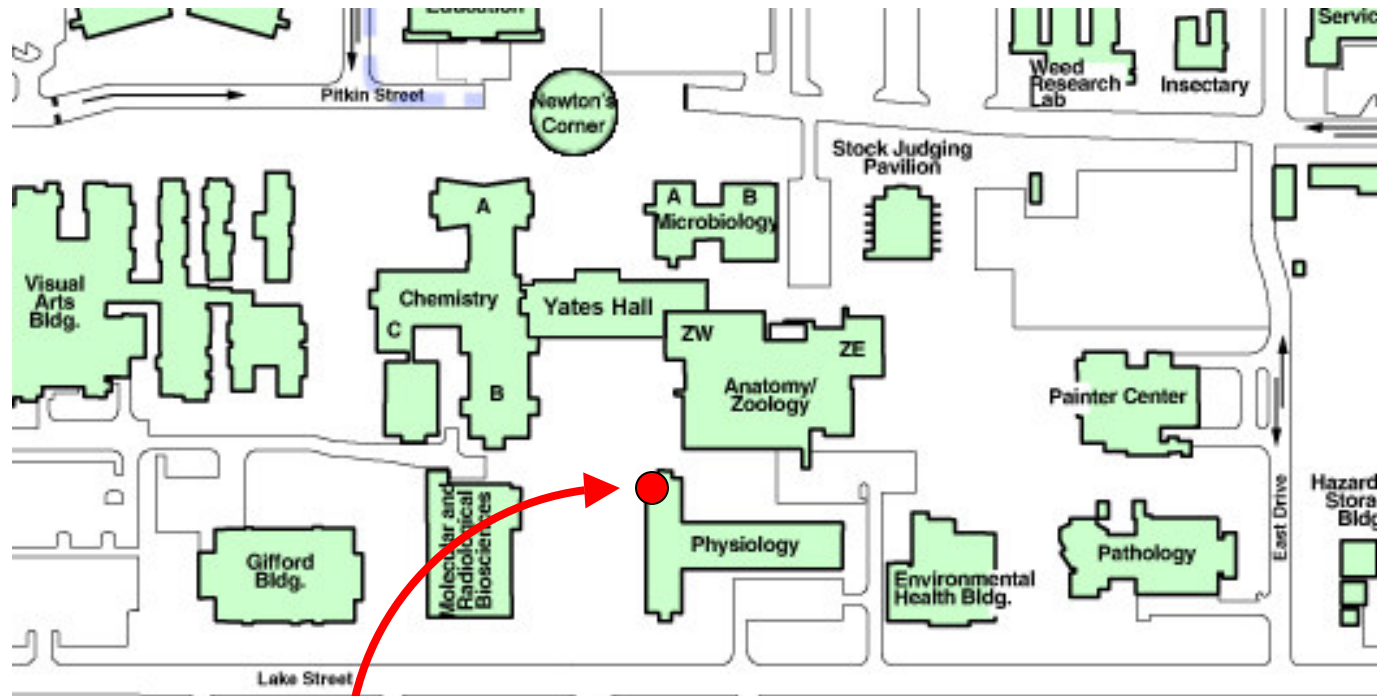 Education
Servic
Weed
Research
Lab
Insectary
Pitkin Street
Newton's
Corner
Stock Judging
Pavilion
A
B
Microbiology
A
Visual
Arts
Bldg.
Chemistry
C
Yates Hall
ZW
ZE
B
Anatomy/
Zoology
Painter Center
Molecular and
Radiological
Biosciences
Gifford
Bldg.
Physiology
Environmental
Health Bldg.
Pathology
East Drive
Hazard
Stora
Bldg
Lake Street